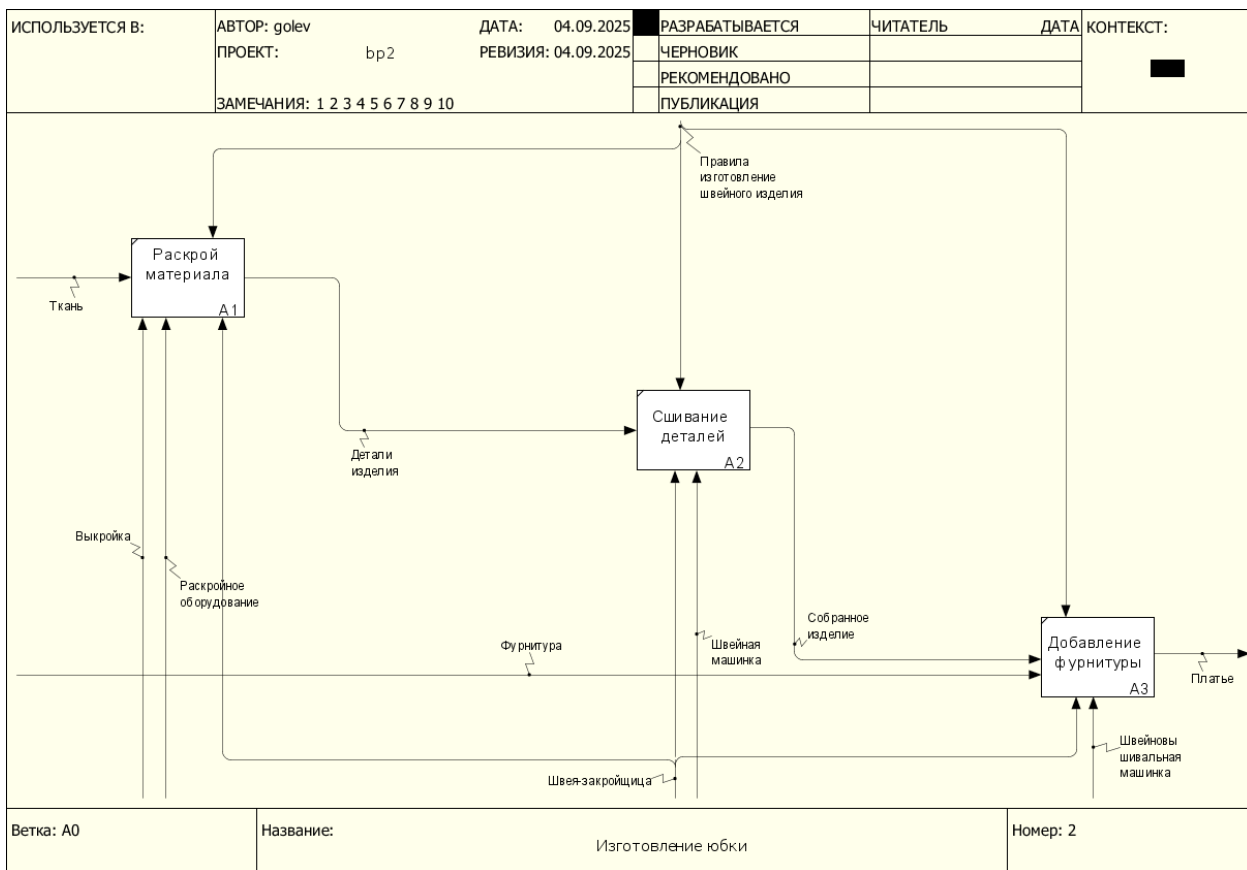 ИСПОЛЬЗУЕТСЯ В:
АВТОР: golev
ДАТА: 04.09.2025
ПРОЕКТ: bp2
РЕВИЗИЯ: 04.09.2025
ЗАМЕЧАНИЯ: 1 2 3 4 5 6 7 8 9 10
РАЗРАБАТЫВАЕТСЯ
ЧЕРНОВИК
РЕКОМЕНДОВАНО
ПУБЛИКАЦИЯ
ЧИТАТЕЛЬ
ДАТА
КОНТЕКСТ:
Правила
изготовление
швейного изделия
Раскрой
материала
A1
Ткань
Сшивание
деталей
A2
Детали
изделия
Выкройка
Раскройное
оборудование
Фурнитура
Швейная
машинка
Собранное
изделие
Добавление
фурнитуры
A3
Платье
Швея-закройщица
Швейновы
шивальная
машинка
Ветка: A0
Название:
Изготовление юбки
Номер: 2